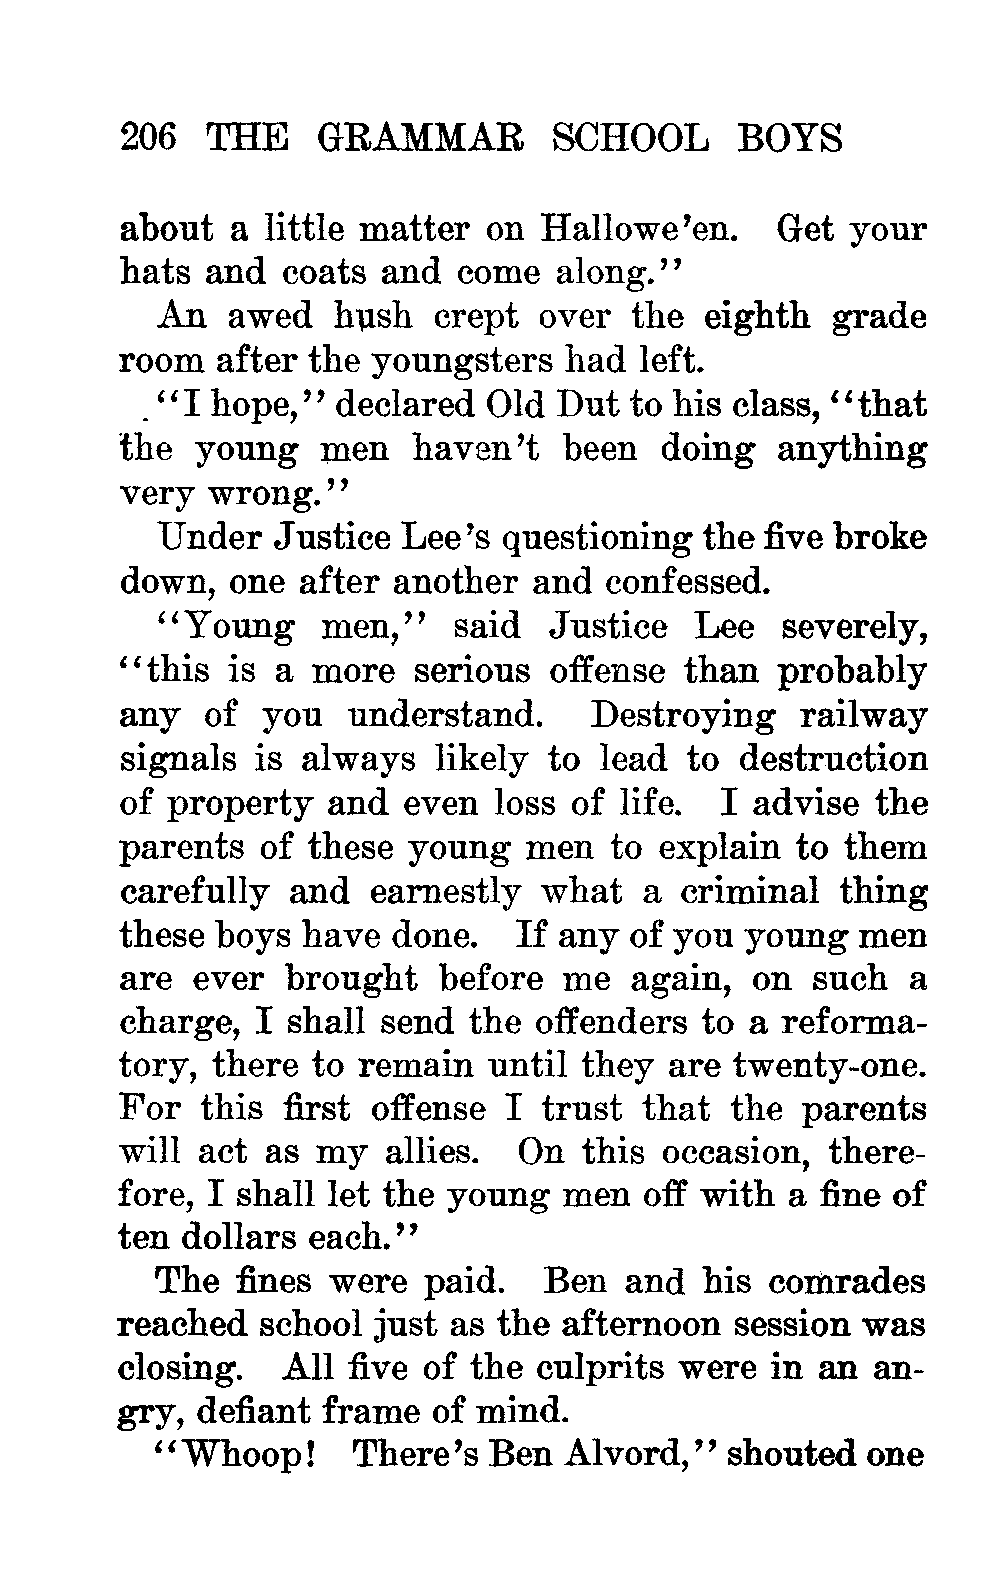 206 THE GRAMMAR SCHOOL BOYS
about a little matter on Hallowe'en. Get your
hats and coats and come along."
An awed hush crept over the eighth grade
room after the youngsters had left.
"I hope," declared Old Dut to his class, "that
the young men haven't been doing anything
very wrong."
Under Justice Lee's questioning the five broke
down, one after another and confessed.
"Young men," said Justice Lee severely,
"this is a more serious offense than probably
any of you understand. Destroying railway
signals is always likely to lead to destruction
of property and even loss of life. I advise the
parents of these young men to explain to them
carefully and earnestly what a criminal thing
these boys have done. If any of you young men
are ever brought before me again, on such a
charge, I shall send the offenders to a reforma-
tory, there to remain until they are twenty-one.
For this first offense I trust that the parents
will act as my allies. On this occasion, there-
fore, I shall let the young men off with a fine of
ten dollars each."
The fines were paid. Ben and his comrades
reached school just as the afternoon session was
closing. All five of the culprits were in an an-
gry, defiant frame of mind.
"Whoop! There's Ben Alvord," shouted one